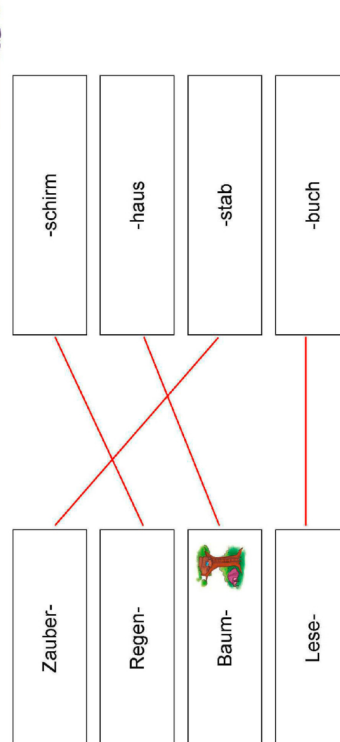 Zauber-
-schirm
Regen-
-haus
Baum-
-stab
Lese-
-buch